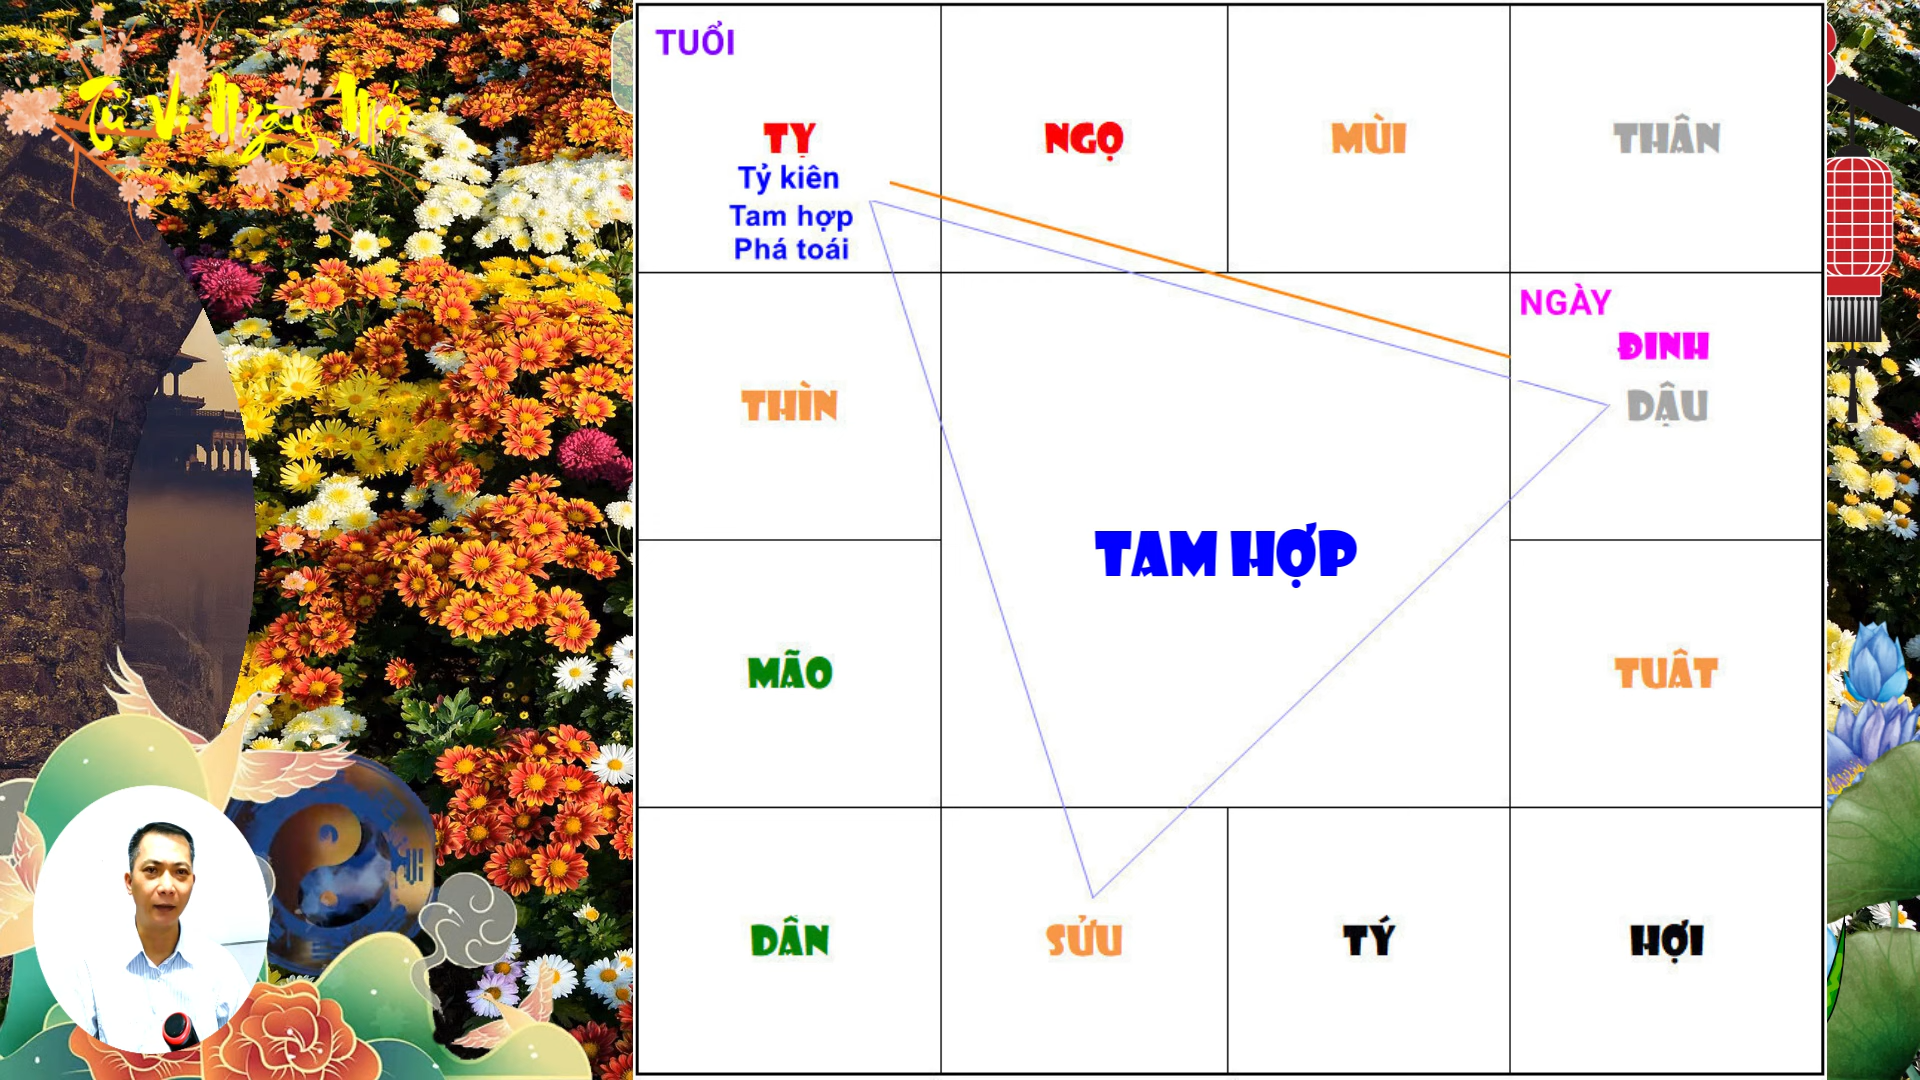 Tử Vi Ngày Mới
TUỔI
TỴ
Tỷ kiên
Tam hợp
Phá toái
NGỌ
MÙI
THÂN
THÌN
NGÀY
ĐINH
DẬU
TAM HỢP
MÃO
TUẤT
DẦN
SỬU
TÝ
HỢI